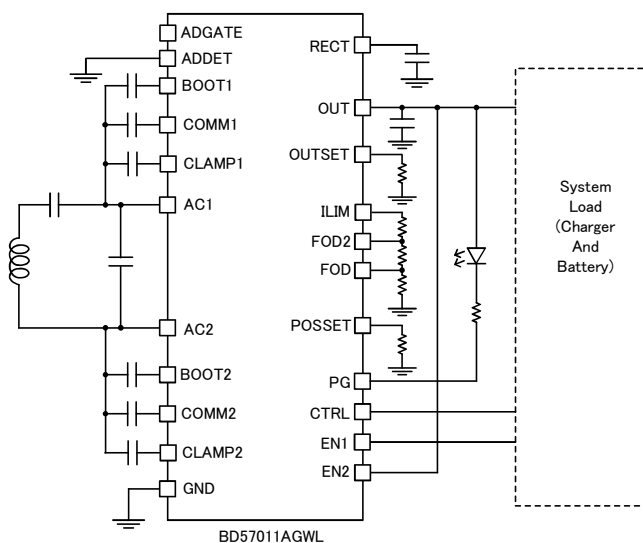 ADGATE
ADDET
BOOT1
COMM1
CLAMP1
AC1
AC2
BOOT2
COMM2
CLAMP2
GND
RECT
OUT
OUTSET
ILIM
FOD2
FOD
POSSET
PG
CTRL
EN1
EN2
System
Load
(Charger
And
Battery)
BD57011AGWL